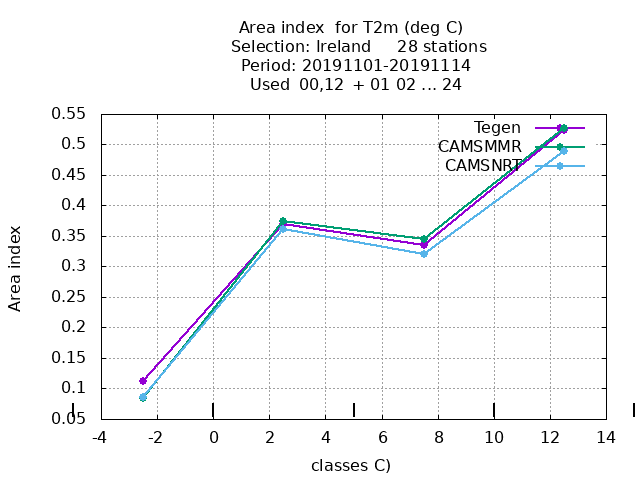 Area index  for T2m (deg C)
Selection: Ireland     28 stations
Period: 20191101-20191114
Used  00,12  + 01 02 ... 24
Tegen
CAMSMMR
CAMSNRT
0.55
0.5
0.45
0.4
0.35
0.3
0.25
0.2
0.15
0.1
0.05
Area index
-4 -2 0 2 4 6 8 10 12 14
classes C)